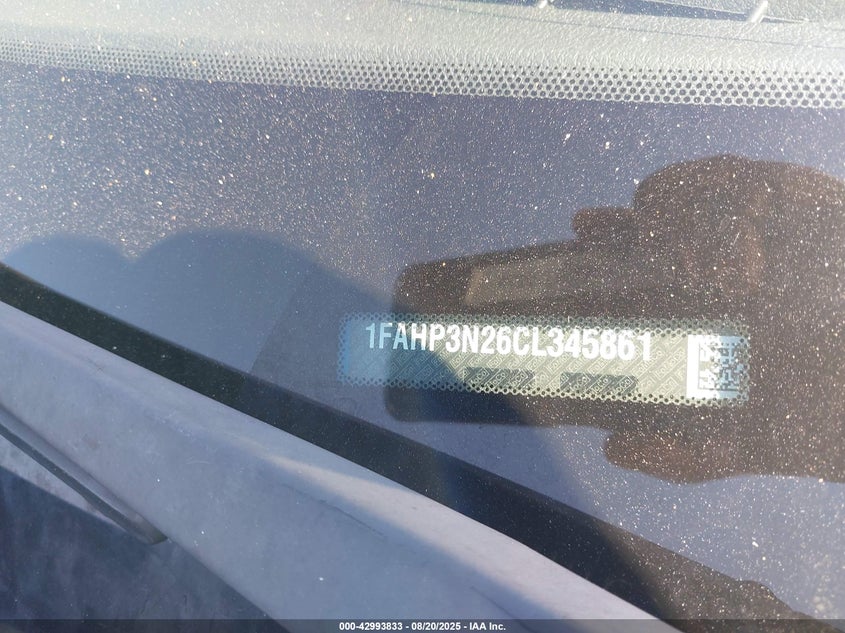 1FAHP3N26CL345861
000-42993833 - 08/20/2025 - IAA Inc.